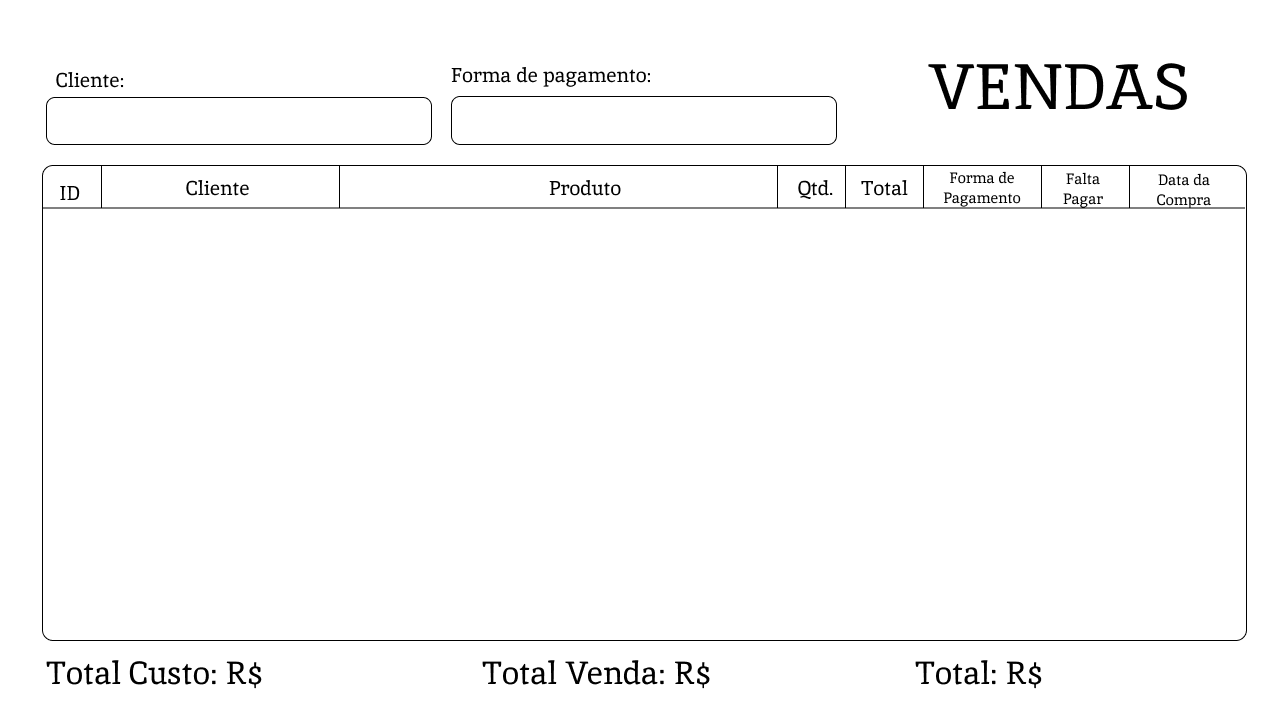 Cliente:
Forma de pagamento:
VENDAS
ID
Cliente
Produto
Qtd.
Total
Forma de
Pagamento
Falta
Pagar
Data da
Compra
Total Custo: R$
Total Venda: R$
Total: R$